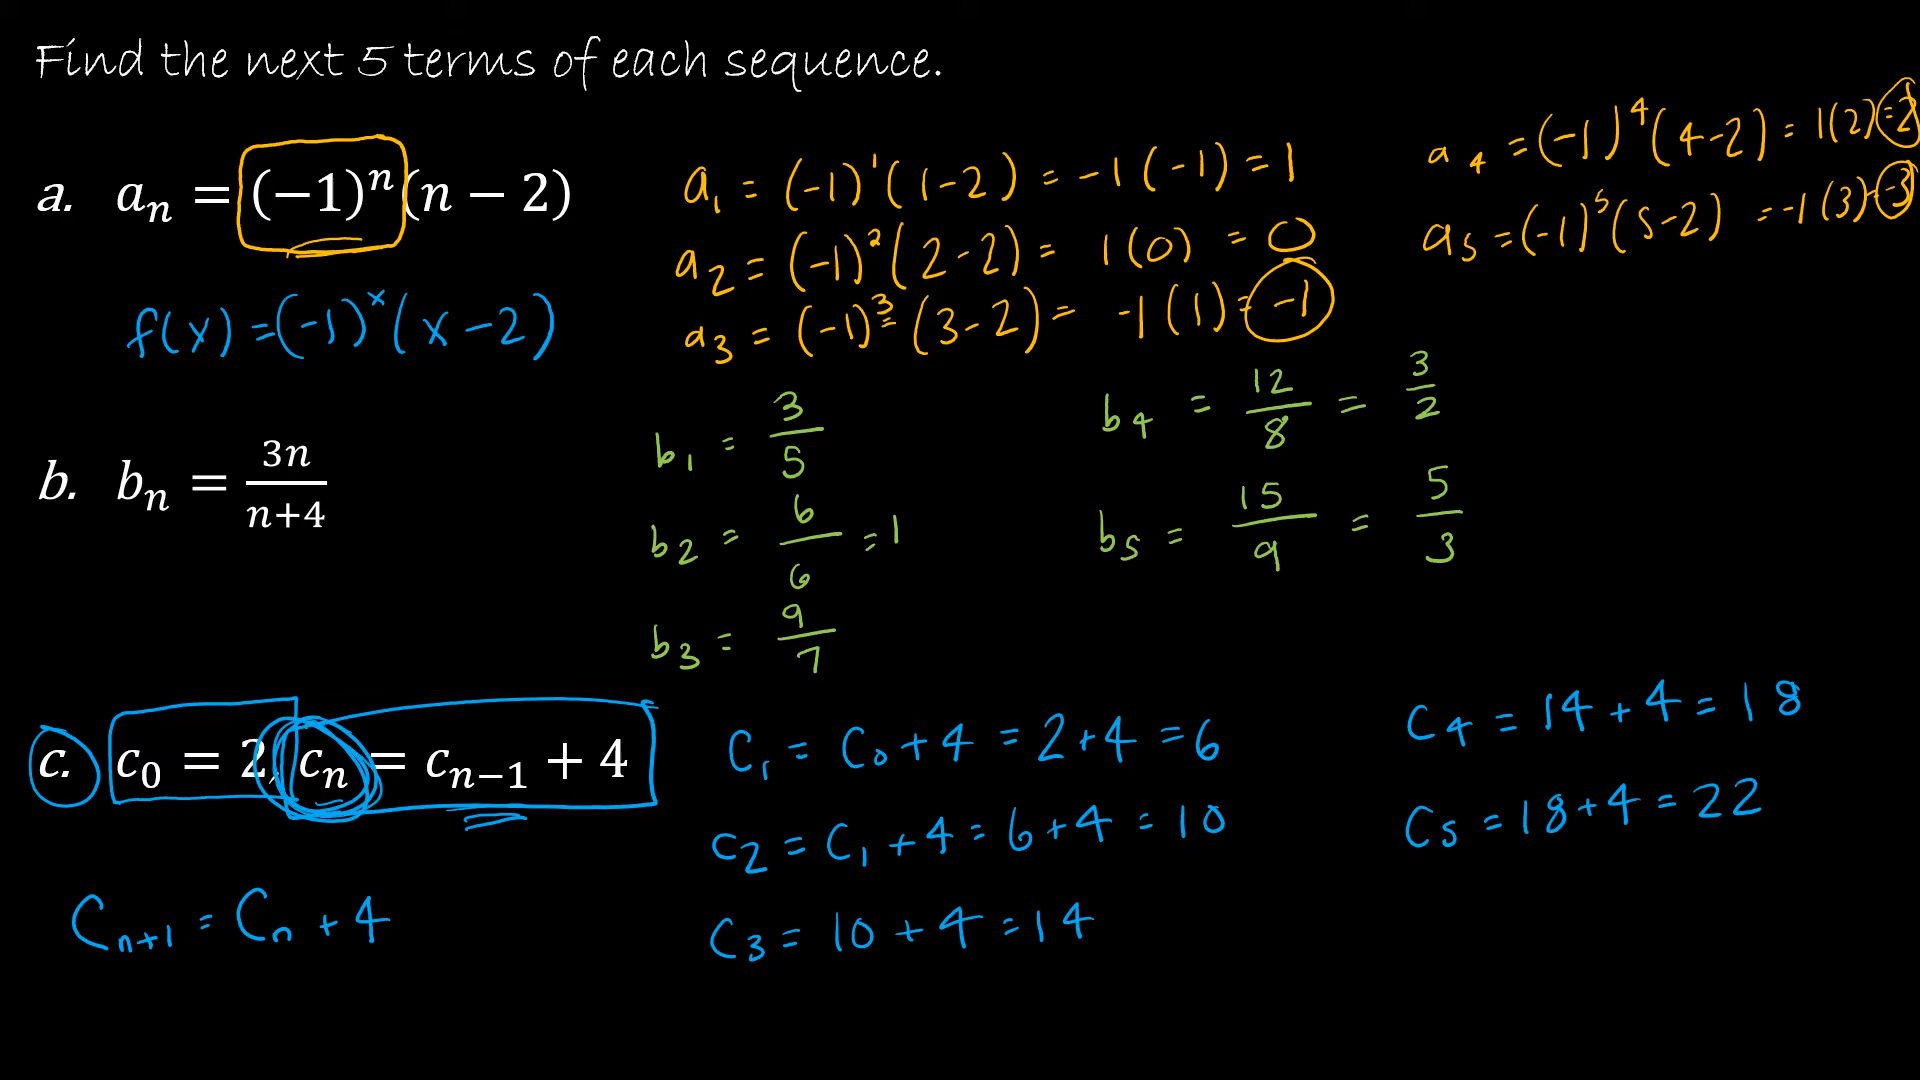 Find the next 5 terms of each sequence.
a. aₙ = (−1)ⁿ(n − 2)
f(x) = (-1)ˣ(x - 2)
a₁ = (-1)¹(1-2) = -1(-1) = 1
a₂ = (-1)²(2-2) = 1(0) = 0
a₃ = (-1)³(3-2) = -1(1) = -1
a₄ = (-1)⁴(4-2) = 1(2) = 2
a₅ = (-1)⁵(5-2) = -1(3) = -3
b. bₙ = 3n/(n+4)
b₁ = 3/5
b₂ = 6/6 = 1
b₃ = 9/7
b₄ = 12/8 = 3/2
b₅ = 15/9 = 5/3
c. c₀ = 2, cₙ = cₙ₋₁ + 4
Cₙ₊₁ = Cₙ + 4
C₁ = C₀ + 4 = 2+4 = 6
C₂ = C₁ + 4 = 6+4 = 10
C₃ = 10 + 4 = 14
C₄ = 14 + 4 = 18
C₅ = 18 + 4 = 22